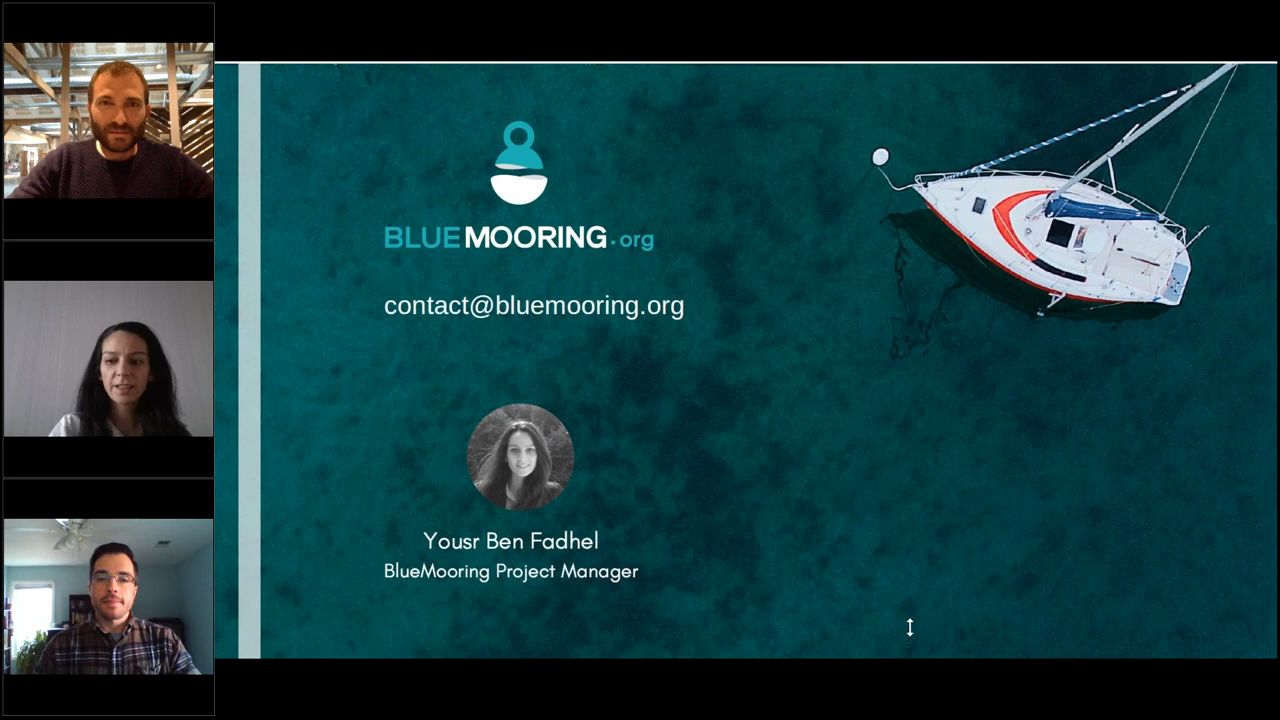 BLUEMOORING.org
contact@bluemooring.org
Yousr Ben Fadhel
BlueMooring Project Manager